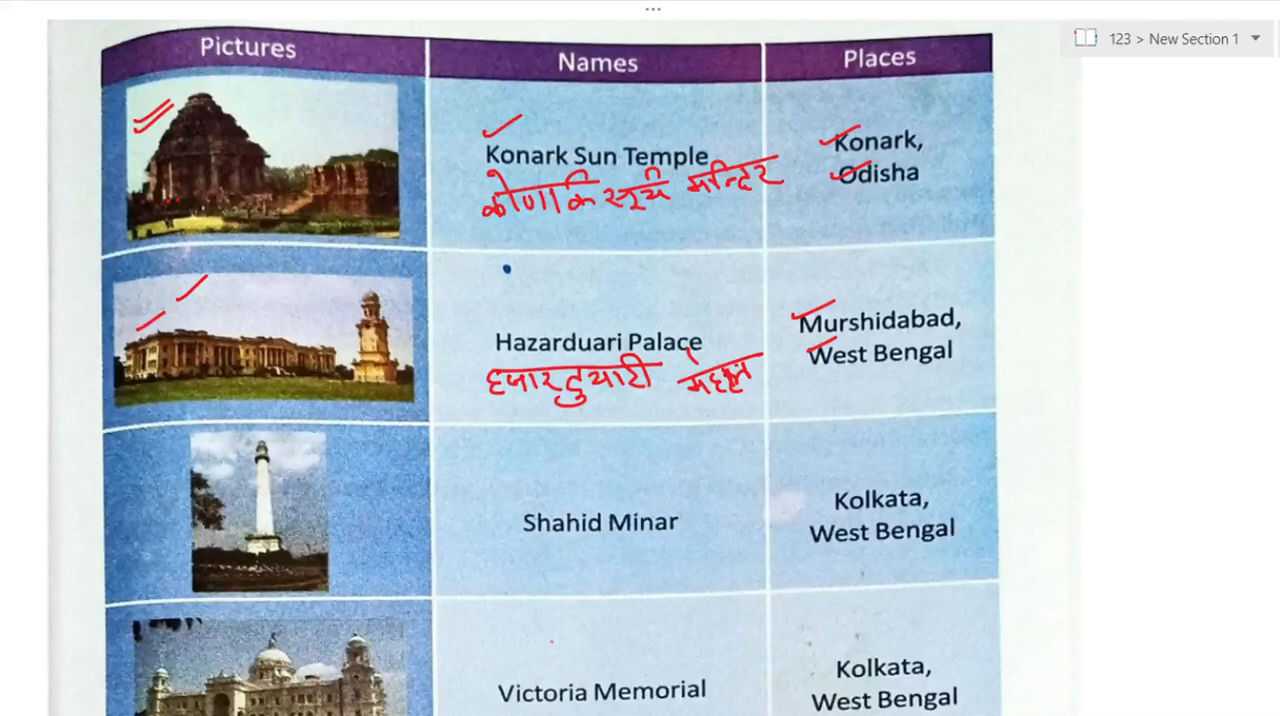 ...
123 > New Section 1
Pictures Names Places
Konark Sun Temple
कोणार्क सूर्य मन्दिर
Konark,
Odisha
Hazarduari Palace
हजारदुयारी
Murshidabad,
West Bengal
Shahid Minar
Kolkata,
West Bengal
Victoria Memorial
Kolkata,
West Bengal